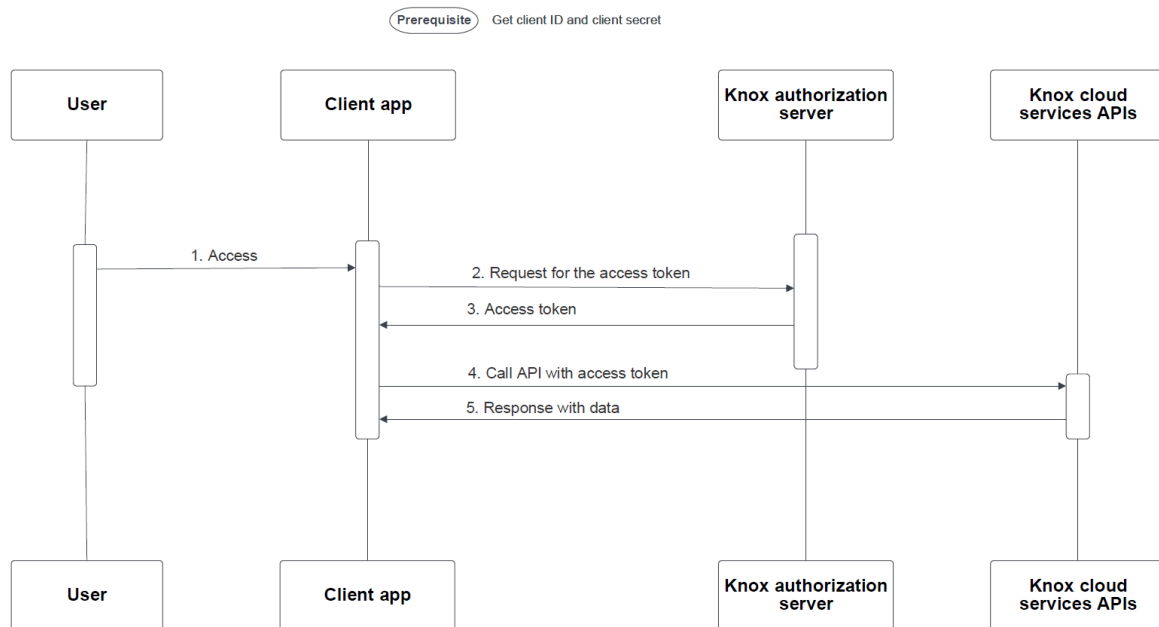 Prerequisite Get client ID and client secret
User
Client app
Knox authorization
server
Knox cloud
services APIs
1. Access
2. Request for the access token
3. Access token
4. Call API with access token
5. Response with data
User
Client app
Knox authorization
server
Knox cloud
services APIs